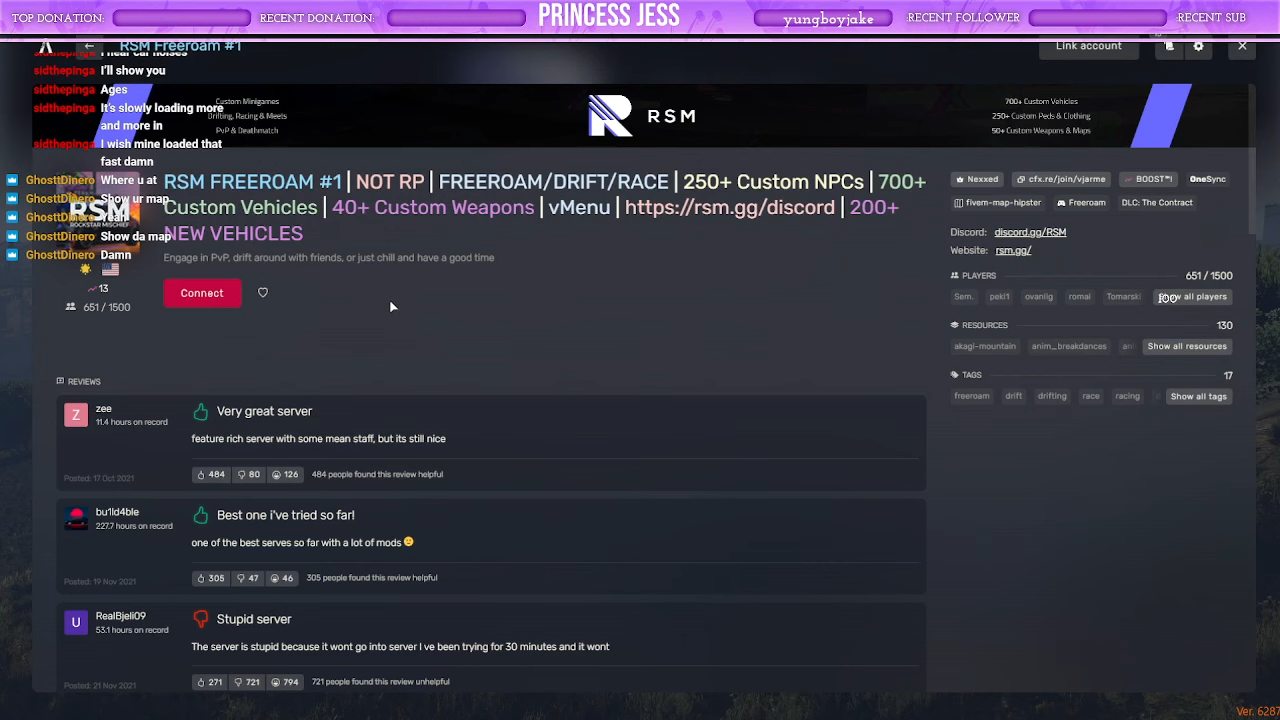 TOP DONATION: RECENT DONATION: PRINCESS JESS yungboyjake RECENT FOLLOWER RECENT SUB
RSM Freeroam #1
Link account
I hear car noises
sidthepinga I'll show you
sidthepinga Ages
sidthepinga It's slowly loading more
and more in
sidthepinga I wish mine loaded that
fast damn
GhosttDinero Where u at
GhosttDinero Show ur map
GhosttDinero Yeah
GhosttDinero Show da map
GhosttDinero Damn
Custom Minigames
Drifting, Racing & Meets
PvP & Deathmatch
RSM
700+ Custom Vehicles
250+ Custom Peds & Clothing
50+ Custom Weapons & Maps
RSM
ROCKSTAR MISCHIEF
13
651 / 1500
RSM FREEROAM #1 | NOT RP | FREEROAM/DRIFT/RACE | 250+ Custom NPCs | 700+
Custom Vehicles | 40+ Custom Weapons | vMenu | https://rsm.gg/discord | 200+
NEW VEHICLES
Engage in PvP, drift around with friends, or just chill and have a good time
Connect
Nexxed cfx.re/join/vjarme BOOST™! OneSync
fivem-map-hipster Freeroam DLC: The Contract
Discord: discord.gg/RSM
Website: rsm.gg/
PLAYERS 651 / 1500
Sem. peki1 ovanlig romai Tomarski Show all players
100
RESOURCES 130
akagi-mountain anim_breakdances Show all resources
TAGS 17
freeroam drift drifting race racing Show all tags
REVIEWS
Z zee
11.4 hours on record
Posted: 17 Oct 2021
Very great server
feature rich server with some mean staff, but its still nice
484 80 126 484 people found this review helpful
bu1ld4ble
227.7 hours on record
Posted: 19 Nov 2021
Best one i've tried so far!
one of the best serves so far with a lot of mods
305 47 46 305 people found this review helpful
U RealBjeli09
53.1 hours on record
Posted: 21 Nov 2021
Stupid server
The server is stupid because it wont go into server I ve been trying for 30 minutes and it wont
271 721 794 721 people found this review unhelpful
Ver. 6287